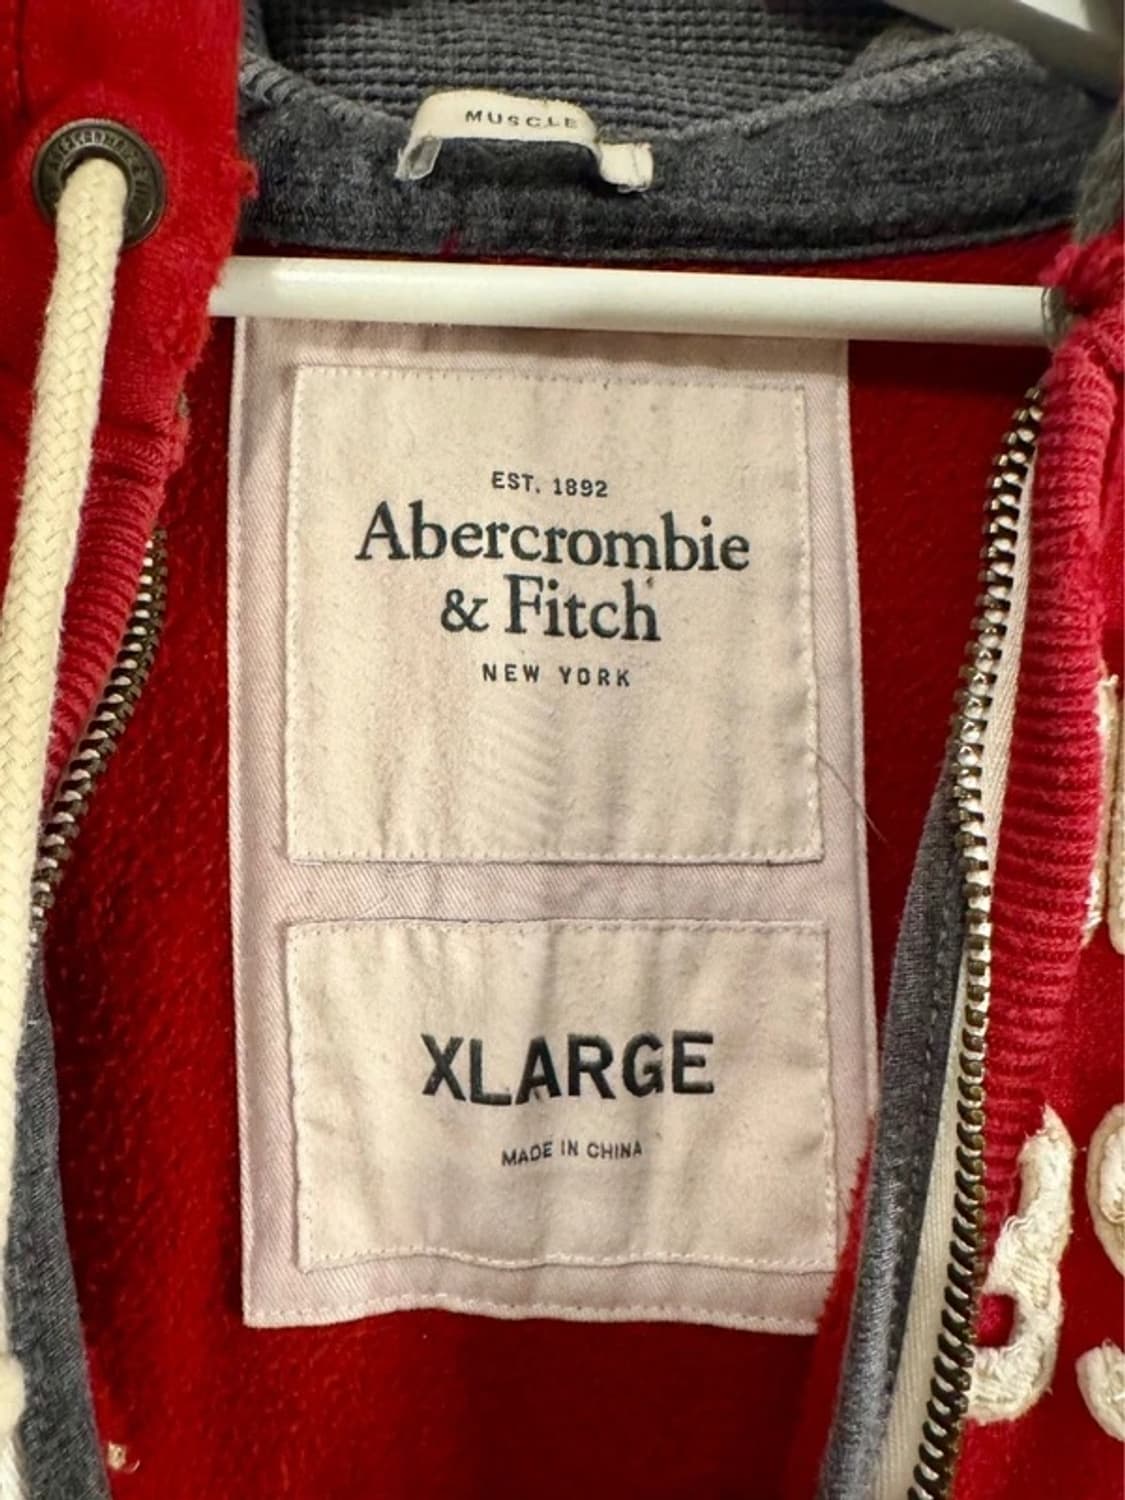 MUSCLE
EST. 1892
Abercrombie
& Fitch
NEW YORK
XLARGE
MADE IN CHINA